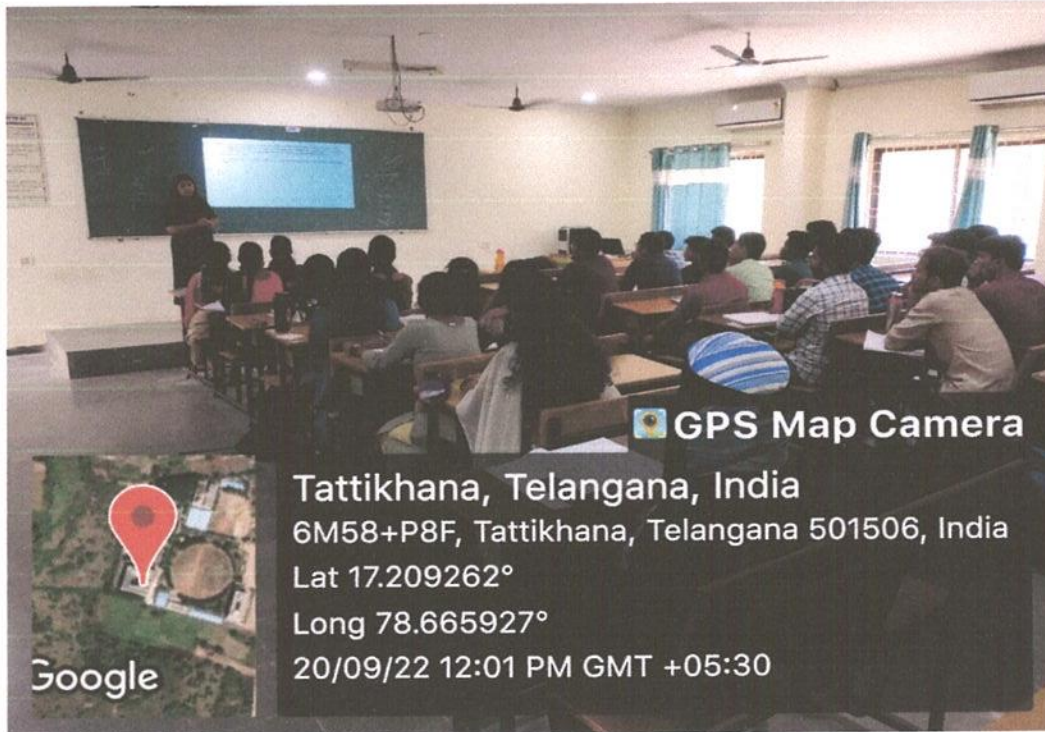 GPS Map Camera
Tattikhana, Telangana, India
6M58+P8F, Tattikhana, Telangana 501506, India
Lat 17.209262°
Long 78.665927°
20/09/22 12:01 PM GMT +05:30
Google